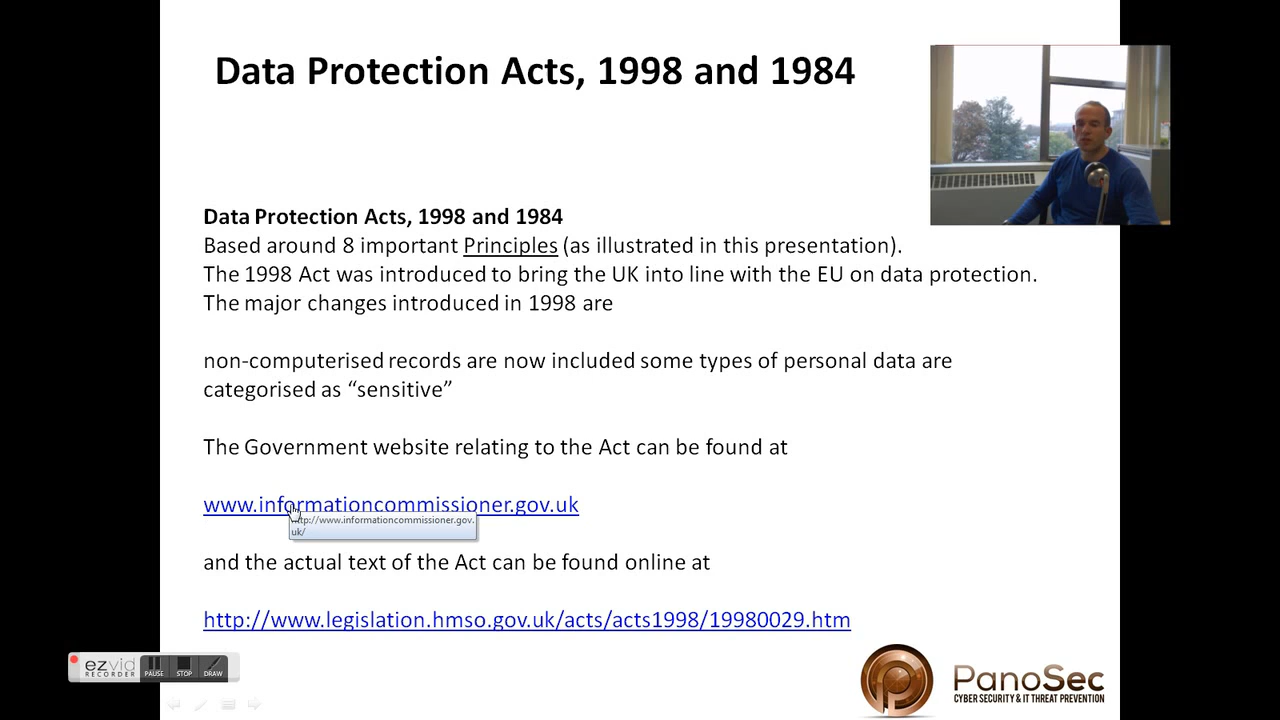 Data Protection Acts, 1998 and 1984
Data Protection Acts, 1998 and 1984
Based around 8 important Principles (as illustrated in this presentation).
The 1998 Act was introduced to bring the UK into line with the EU on data protection.
The major changes introduced in 1998 are
non-computerised records are now included some types of personal data are
categorised as “sensitive”
The Government website relating to the Act can be found at
www.informationcommissioner.gov.uk
http://www.informationcommissioner.gov.
uk/
and the actual text of the Act can be found online at
http://www.legislation.hmso.gov.uk/acts/acts1998/19980029.htm
ezvid
RECORDER
PAUSE STOP DRAW
PanoSec
CYBER SECURITY & IT THREAT PREVENTION